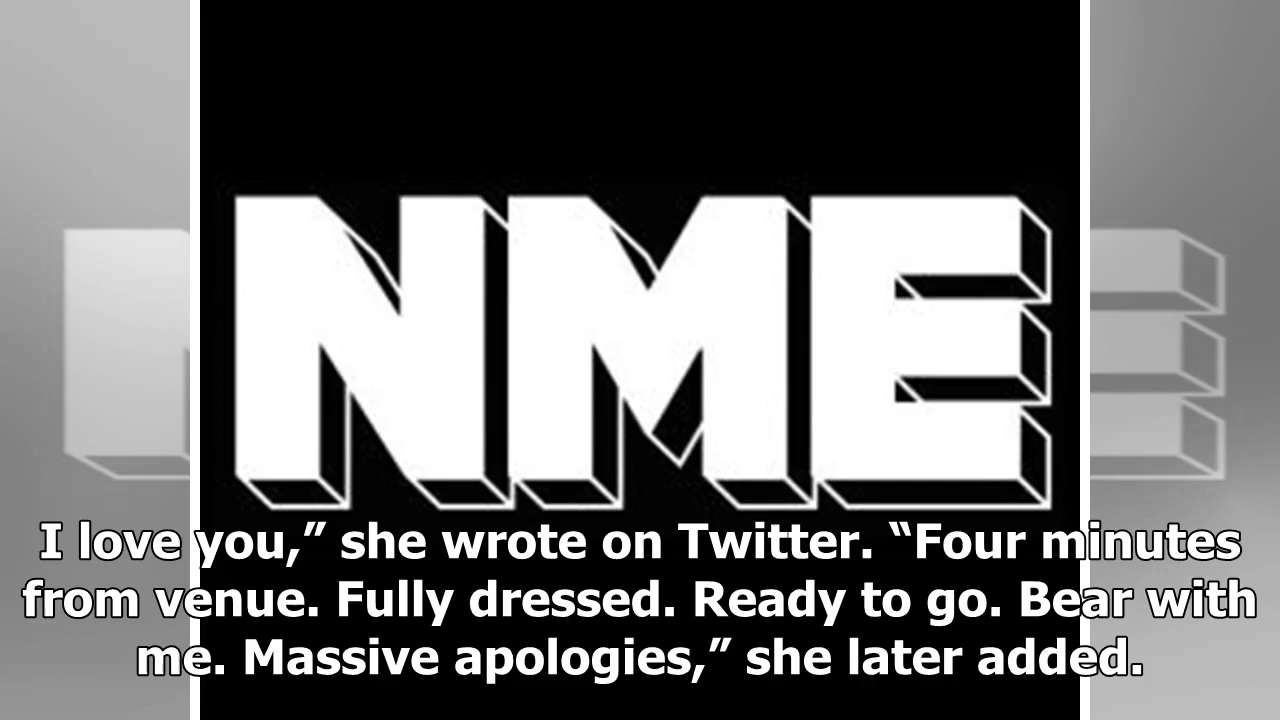 NME
I love you,” she wrote on Twitter. “Four minutes
from venue. Fully dressed. Ready to go. Bear with
me. Massive apologies,” she later added.